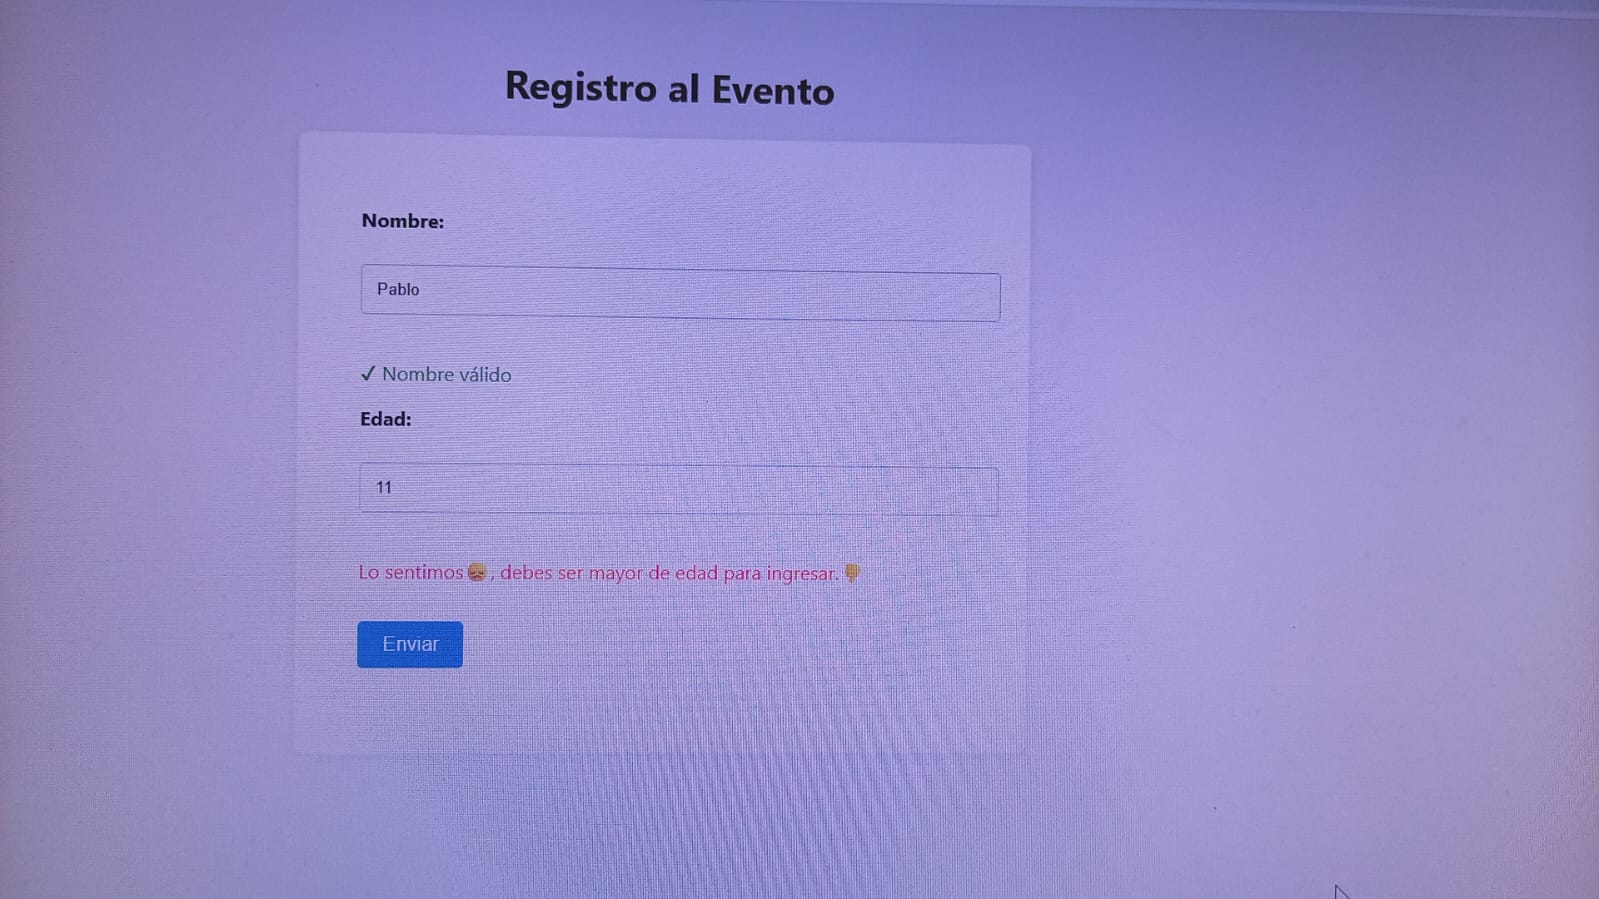 Registro al Evento
Nombre:
Pablo
✓ Nombre válido
Edad:
11
Lo sentimos😞, debes ser mayor de edad para ingresar.👎
Enviar